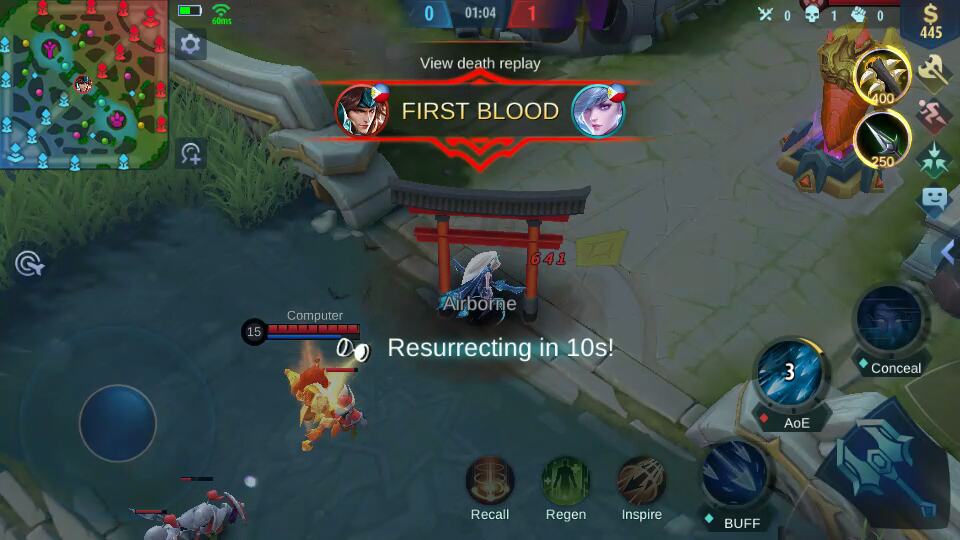 60ms
0 01:04 1
0 1 0
$
445
View death replay
FIRST BLOOD
400
250
641
Airborne
Computer
15
Resurrecting in 10s!
3
Conceal
AoE
Recall Regen Inspire
BUFF